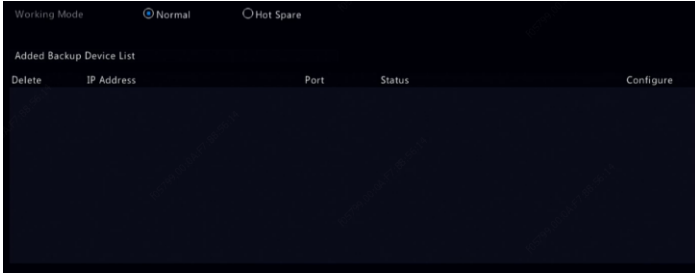 Working Mode Normal Hot Spare
Added Backup Device List
Delete IP Address Port Status Configure